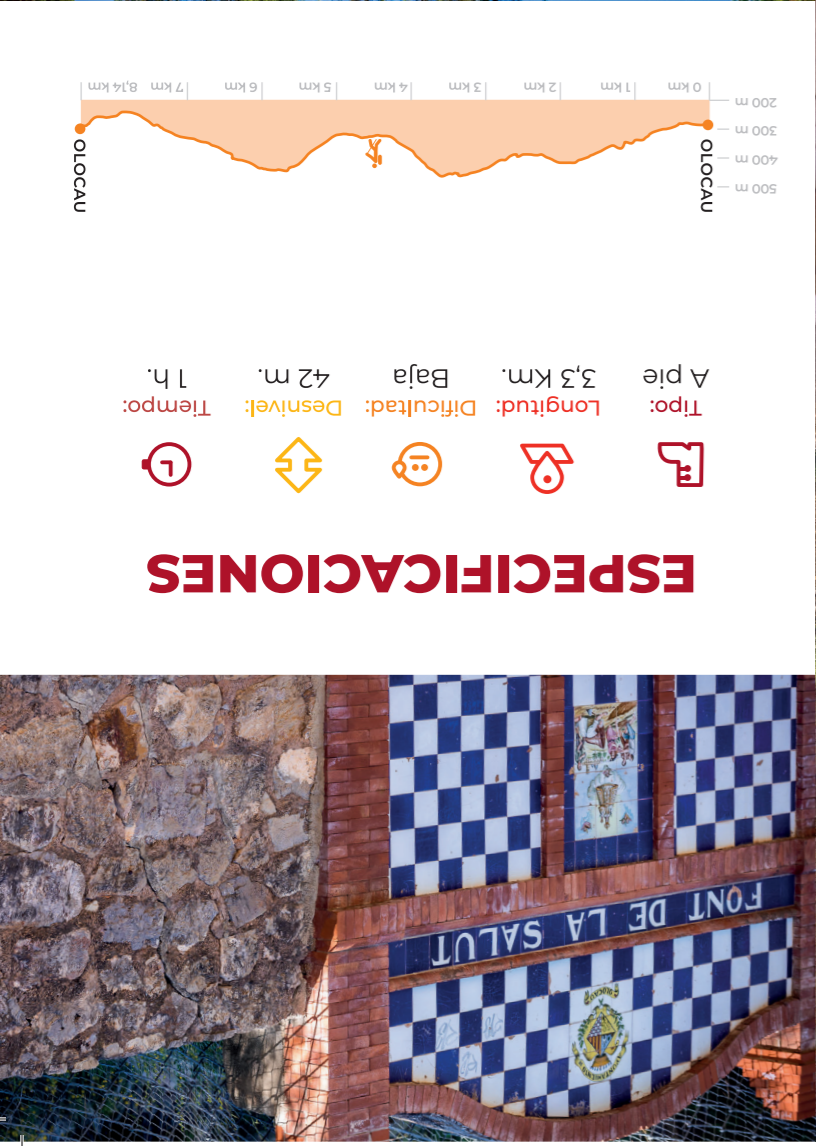 AYUNTAMIENTO
OLOCAU
FONT DE LA SALUT
ESPECIFICACIONES
Tipo: Longitud: Dificultad: Desnivel: Tiempo:
A pie 3,3 Km. Baja 42 m. 1 h.
OLOCAU OLOCAU
500 m
400 m
300 m
200 m
0 km 1 km 2 km 3 km 4 km 5 km 6 km 7 km 8,14 km